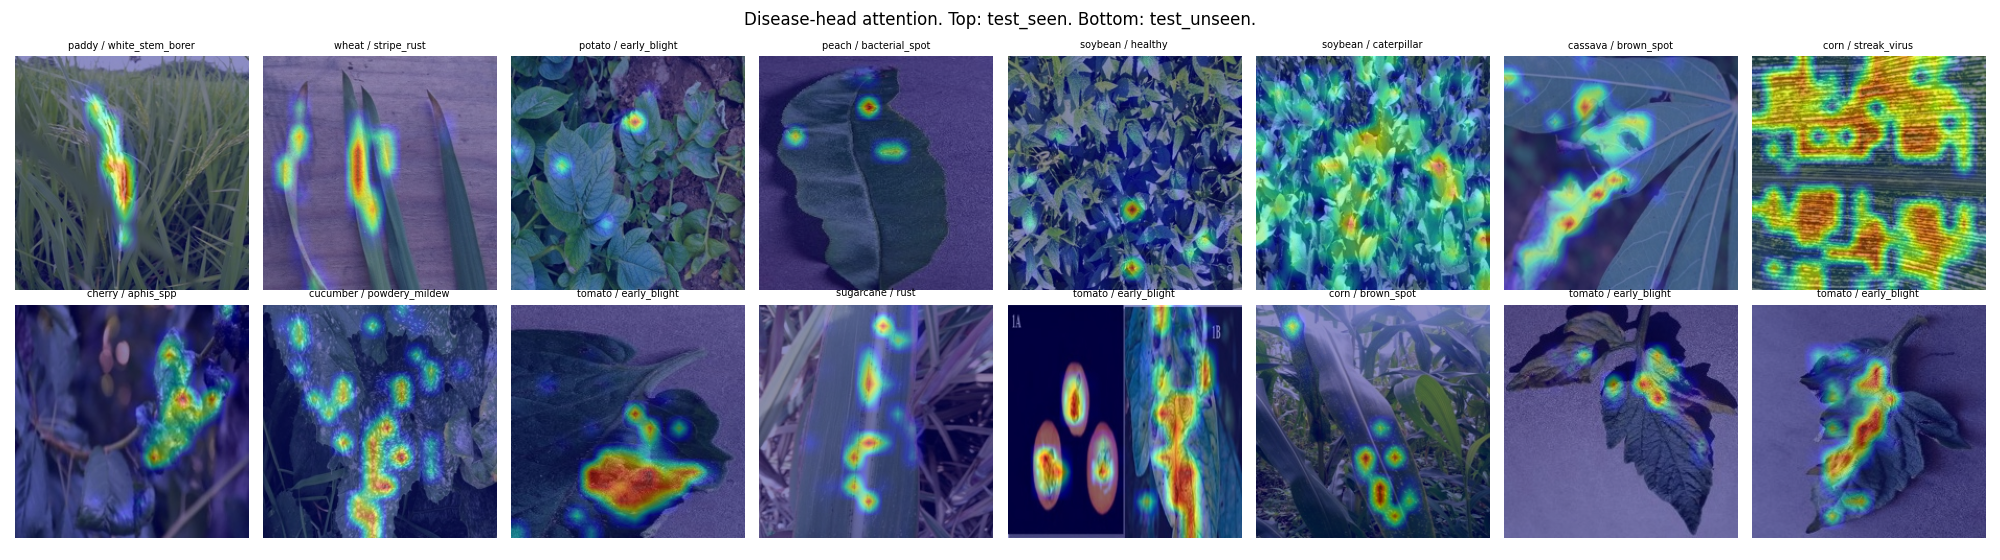 Disease-head attention. Top: test_seen. Bottom: test_unseen.
paddy / white_stem_borer
wheat / stripe_rust
potato / early_blight
peach / bacterial_spot
soybean / healthy
soybean / caterpillar
cassava / brown_spot
corn / streak_virus
cherry / aphis_spp
cucumber / powdery_mildew
tomato / early_blight
sugarcane / rust
tomato / early_blight
corn / brown_spot
tomato / early_blight
tomato / early_blight
1A
1B